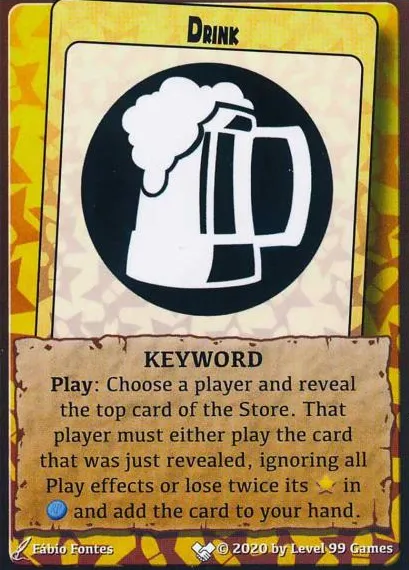 DRINK
KEYWORD
Play: Choose a player and reveal
the top card of the Store. That
player must either play the card
that was just revealed, ignoring all
Play effects or lose twice its in
and add the card to your hand.
Fábio Fontes © 2020 by Level 99 Games